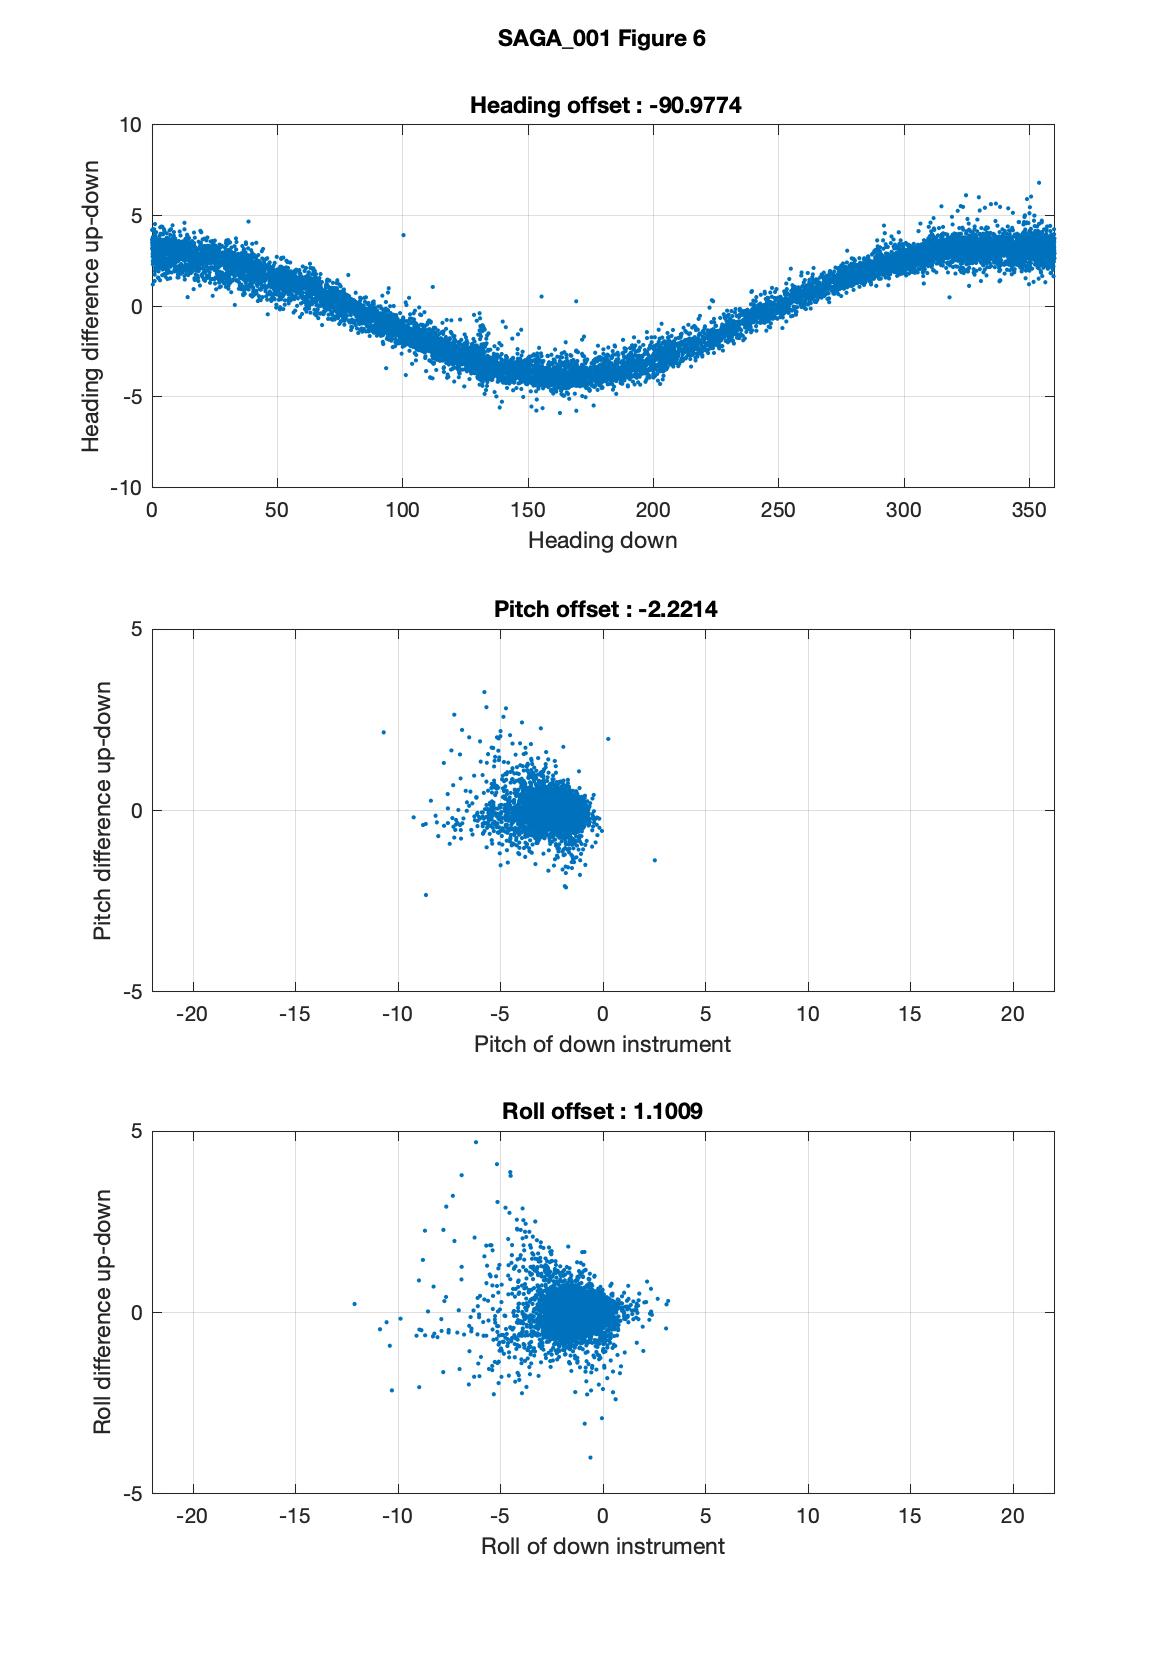 SAGA_001 Figure 6
Heading offset : -90.9774
10
5
0
-5
-10
Heading difference up-down
0 50 100 150 200 250 300 350
Heading down
Pitch offset : -2.2214
5
0
-5
Pitch difference up-down
-20 -15 -10 -5 0 5 10 15 20
Pitch of down instrument
Roll offset : 1.1009
5
0
-5
Roll difference up-down
-20 -15 -10 -5 0 5 10 15 20
Roll of down instrument